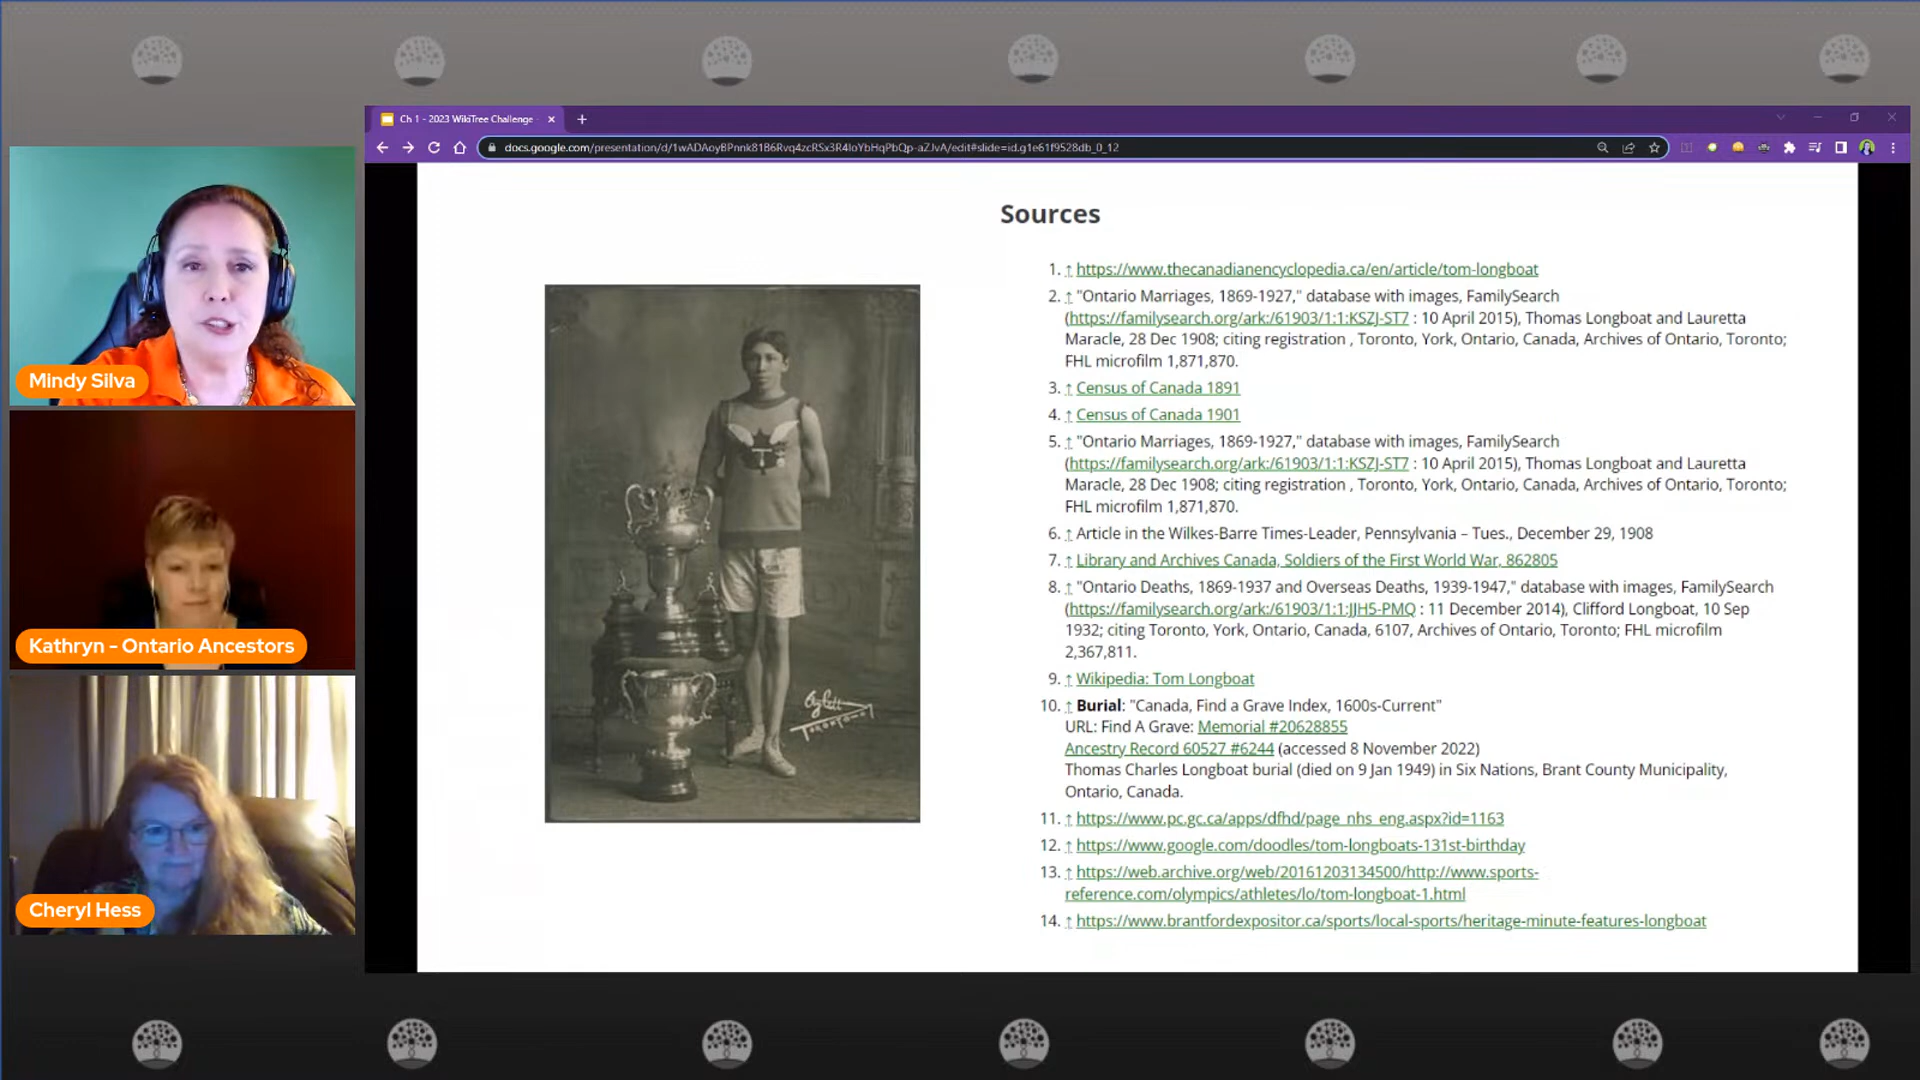 Ch 1 - 2023 WikiTree Challenge
docs.google.com/presentation/d/1wADAoyBPnnk81B6Rvq4zcRSx3R4IoYbHqPbQp-aZJvA/edit#slide=id.g1e61f9528db_0_12
Mindy Silva
Kathryn - Ontario Ancestors
Cheryl Hess
Sources
1. ↑ https://www.thecanadianencyclopedia.ca/en/article/tom-longboat
2. ↑ "Ontario Marriages, 1869-1927," database with images, FamilySearch
(https://familysearch.org/ark:/61903/1:1:KSZJ-ST7 : 10 April 2015), Thomas Longboat and Lauretta
Maracle, 28 Dec 1908; citing registration , Toronto, York, Ontario, Canada, Archives of Ontario, Toronto;
FHL microfilm 1,871,870.
3. ↑ Census of Canada 1891
4. ↑ Census of Canada 1901
5. ↑ "Ontario Marriages, 1869-1927," database with images, FamilySearch
(https://familysearch.org/ark:/61903/1:1:KSZJ-ST7 : 10 April 2015), Thomas Longboat and Lauretta
Maracle, 28 Dec 1908; citing registration , Toronto, York, Ontario, Canada, Archives of Ontario, Toronto;
FHL microfilm 1,871,870.
6. ↑ Article in the Wilkes-Barre Times-Leader, Pennsylvania – Tues., December 29, 1908
7. ↑ Library and Archives Canada, Soldiers of the First World War, 862805
8. ↑ "Ontario Deaths, 1869-1937 and Overseas Deaths, 1939-1947," database with images, FamilySearch
(https://familysearch.org/ark:/61903/1:1:JJH5-PMQ : 11 December 2014), Clifford Longboat, 10 Sep
1932; citing Toronto, York, Ontario, Canada, 6107, Archives of Ontario, Toronto; FHL microfilm
2,367,811.
9. ↑ Wikipedia: Tom Longboat
10. ↑ Burial: "Canada, Find a Grave Index, 1600s-Current"
URL: Find A Grave: Memorial #20628855
Ancestry Record 60527 #6244 (accessed 8 November 2022)
Thomas Charles Longboat burial (died on 9 Jan 1949) in Six Nations, Brant County Municipality,
Ontario, Canada.
11. ↑ https://www.pc.gc.ca/apps/dfhd/page_nhs_eng.aspx?id=1163
12. ↑ https://www.google.com/doodles/tom-longboats-131st-birthday
13. ↑ https://web.archive.org/web/20161203134500/http://www.sports-
reference.com/olympics/athletes/lo/tom-longboat-1.html
14. ↑ https://www.brantfordexpositor.ca/sports/local-sports/heritage-minute-features-longboat